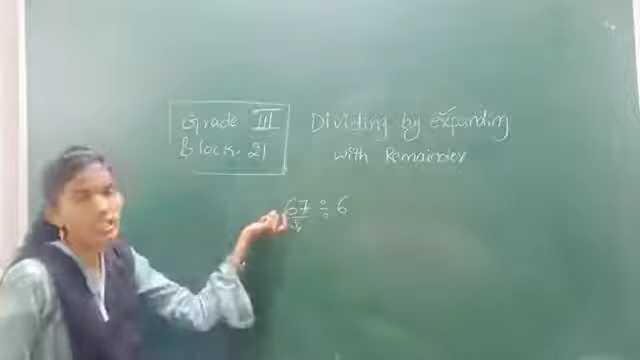 Grade III
Block. 21
Dividing by expanding
with Remainder
67 ÷ 6